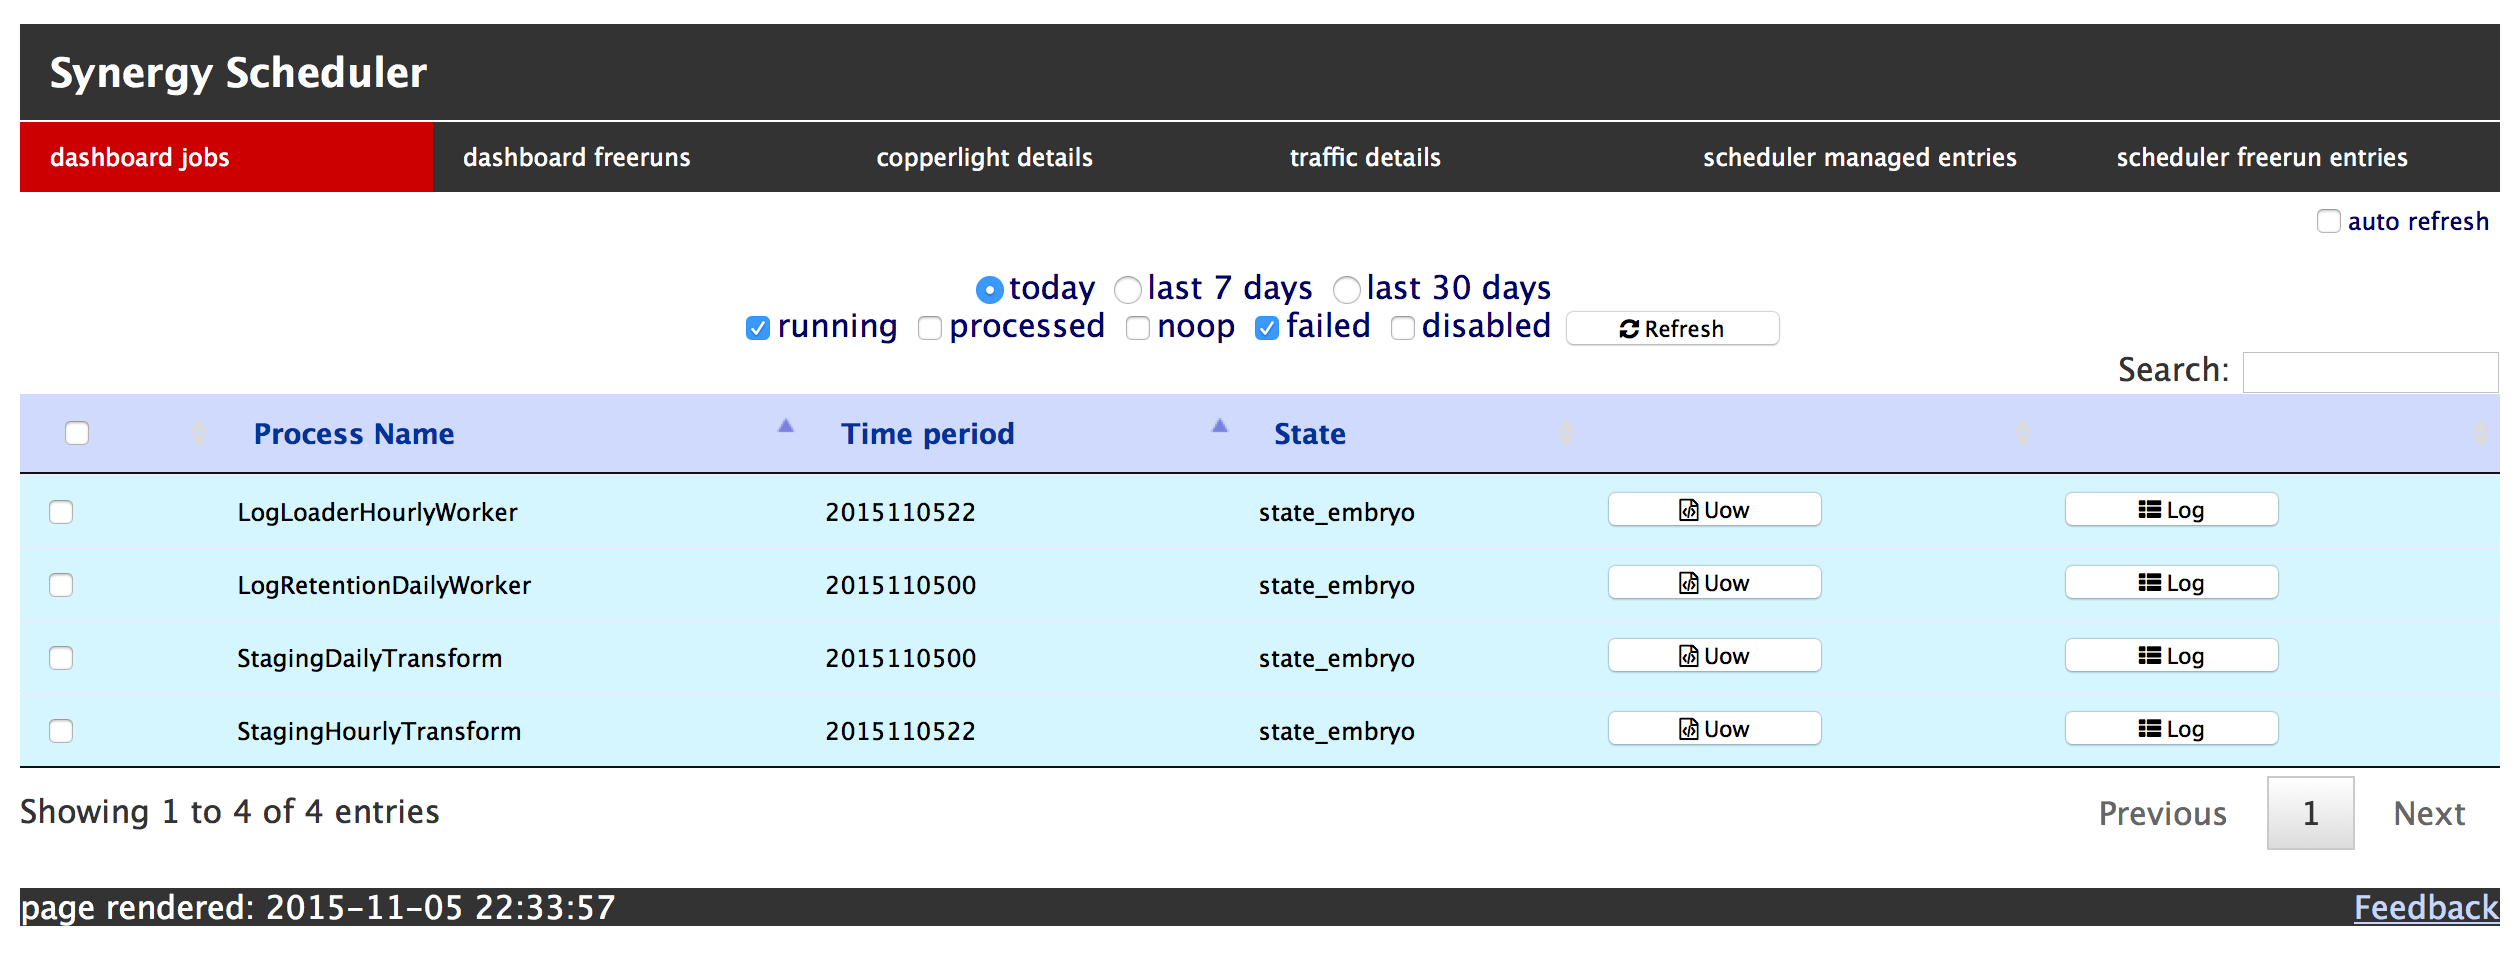 Synergy Scheduler
dashboard jobs dashboard freeruns copperlight details traffic details scheduler managed entries scheduler freerun entries
auto refresh
today last 7 days last 30 days
running processed noop failed disabled Refresh
Search:
Process Name Time period State
LogLoaderHourlyWorker 2015110522 state_embryo Uow Log
LogRetentionDailyWorker 2015110500 state_embryo Uow Log
StagingDailyTransform 2015110500 state_embryo Uow Log
StagingHourlyTransform 2015110522 state_embryo Uow Log
Showing 1 to 4 of 4 entries Previous 1 Next
page rendered: 2015-11-05 22:33:57 Feedback